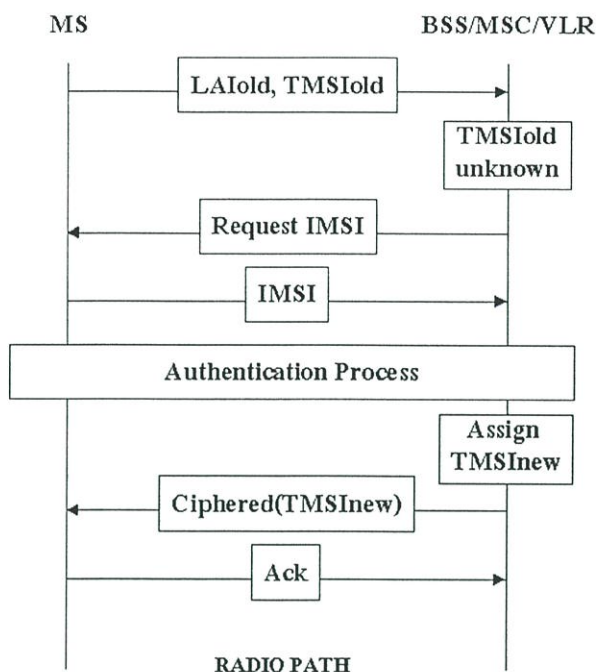 MS
BSS/MSC/VLR
LAIold, TMSIold
TMSIold
unknown
Request IMSI
IMSI
Authentication Process
Assign
TMSInew
Ciphered(TMSInew)
Ack
RADIO PATH